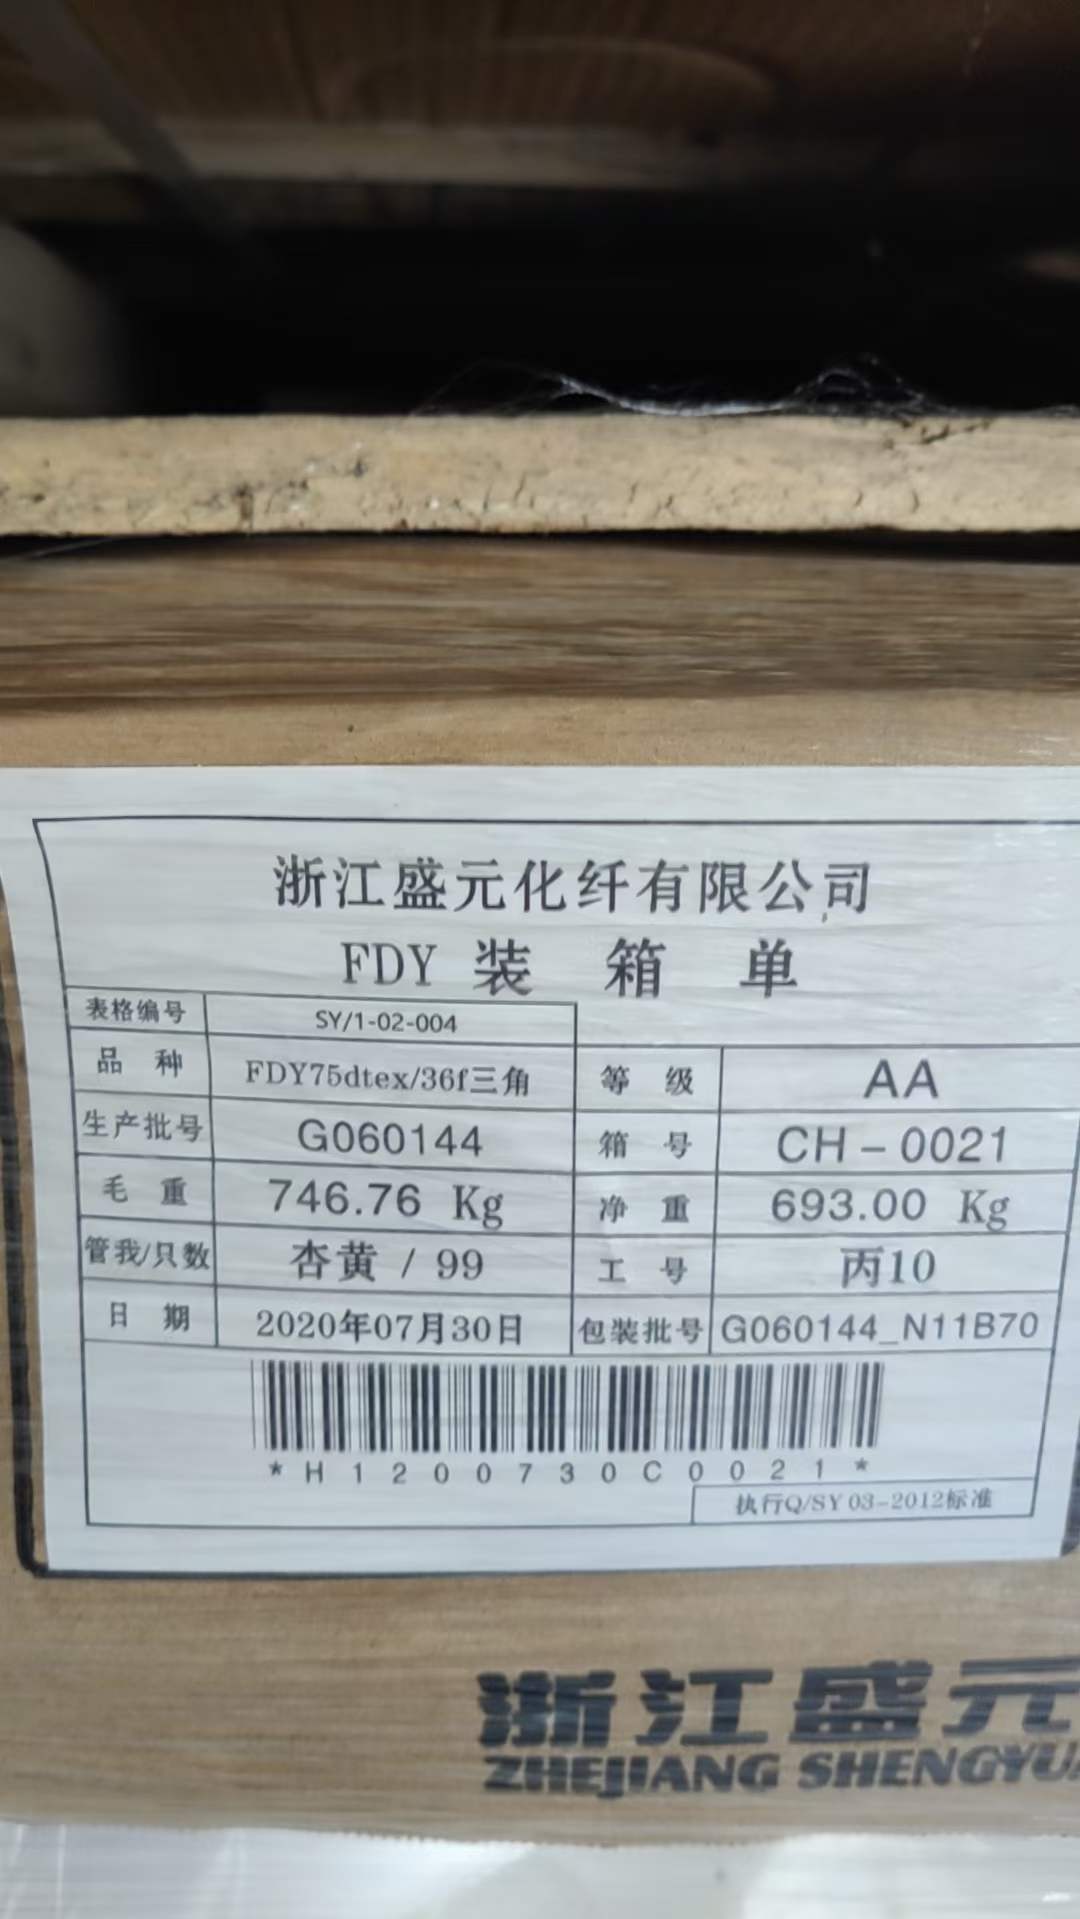 浙江盛元化纤有限公司
FDY 装 箱 单
表格编号 SY/1-02-004
品 种 FDY75dtex/36f三角 等 级 AA
生产批号 G060144 箱 号 CH-0021
毛 重 746.76 Kg 净 重 693.00 Kg
管我/只数 杏黄 / 99 工 号 丙10
日 期 2020年07月30日 包装批号 G060144_N11B70
*H1200730C0021*
执行Q/SY 03-2012标准
浙江盛元
ZHEJIANG SHENGYUA